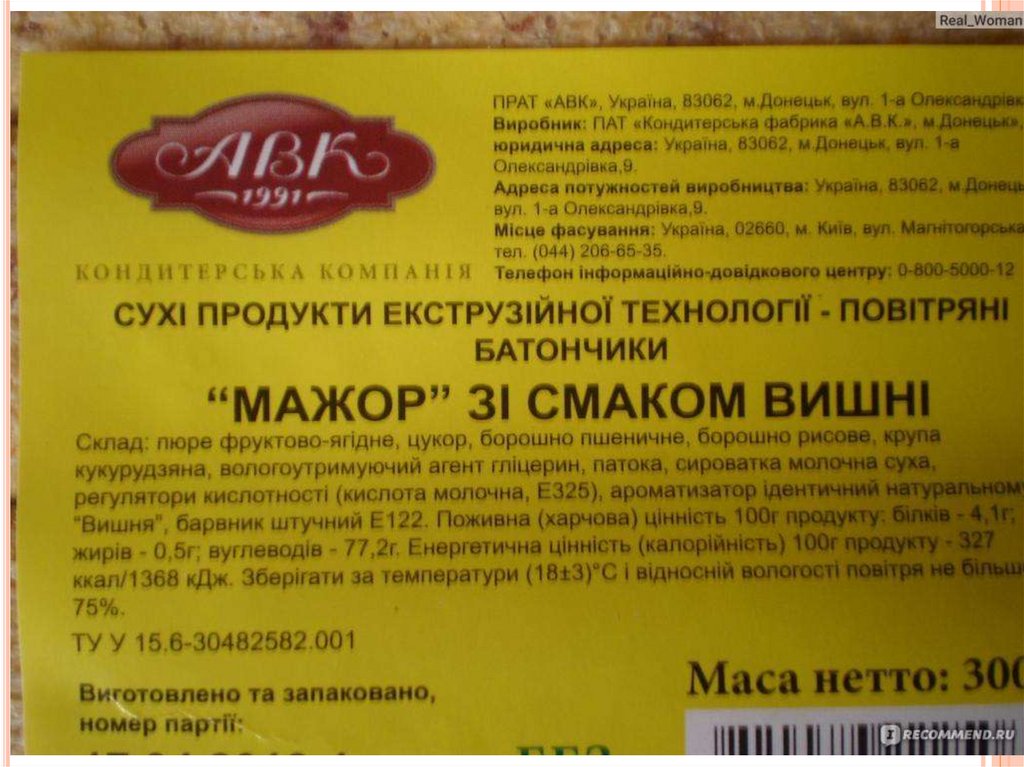 Real_Woman
АВК
1991
КОНДИТЕРСЬКА КОМПАНІЯ
ПРАТ «АВК», Україна, 83062, м.Донецьк, вул. 1-а Олександрівк
Виробник: ПАТ «Кондитерська фабрика «А.В.К.», м.Донецьк»,
юридична адреса: Україна, 83062, м.Донецьк, вул. 1-а
Олександрівка,9.
Адреса потужностей виробництва: Україна, 83062, м.Донець
вул. 1-а Олександрівка,9.
Місце фасування: Україна, 02660, м. Київ, вул. Магнітогорська
тел. (044) 206-65-35.
Телефон інформаційно-довідкового центру: 0-800-5000-12
СУХІ ПРОДУКТИ ЕКСТРУЗІЙНОЇ ТЕХНОЛОГІЇ - ПОВІТРЯНІ
БАТОНЧИКИ
“МАЖОР” ЗІ СМАКОМ ВИШНІ
Склад: пюре фруктово-ягідне, цукор, борошно пшеничне, борошно рисове, крупа
кукурудзяна, вологоутримуючий агент гліцерин, патока, сироватка молочна суха,
регулятори кислотності (кислота молочна, Е325), ароматизатор ідентичний натуральному
“Вишня”, барвник штучний Е122. Поживна (харчова) цінність 100г продукту: білків - 4,1г;
жирів - 0,5г; вуглеводів - 77,2г. Енергетична цінність (калорійність) 100г продукту - 327
ккал/1368 кДж. Зберігати за температури (18±3)°С і відносній вологості повітря не більш
75%.
ТУ У 15.6-30482582.001
Маса нетто: 300
Виготовлено та запаковано,
номер партії:
RECOMMEND.RU